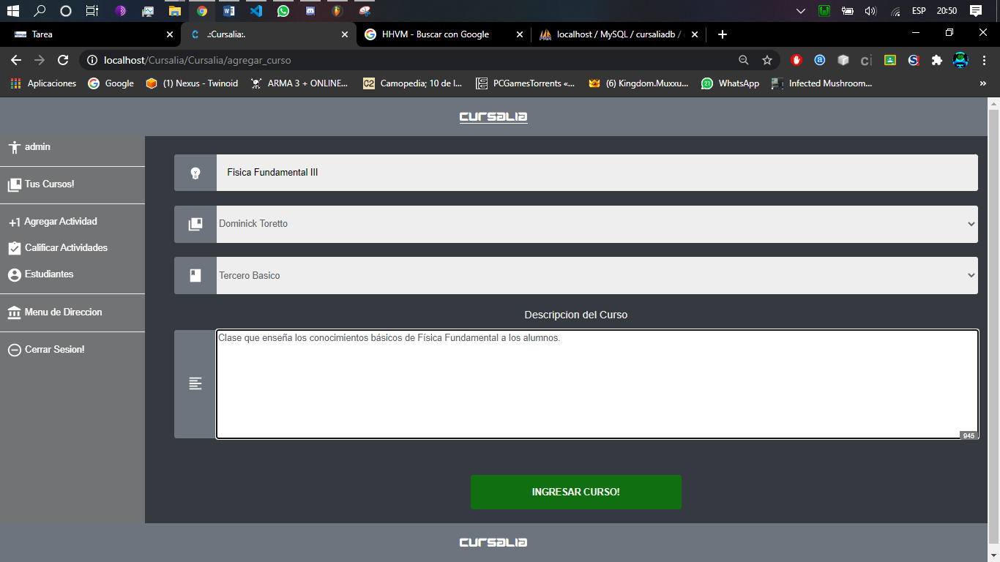 ESP 20:50
Tarea
.:Cursalia:.
HHVM - Buscar con Google
localhost / MySQL / cursaliadb /
localhost/Cursalia/Cursalia/agregar_curso
Aplicaciones
Google
(1) Nexus - Twinoid
ARMA 3 + ONLINE...
C2 Camopedia; 10 de l...
PCGamesTorrents «...
(6) Kingdom.Muxxu...
21 WhatsApp
Infected Mushroom...
»
CURSALIA
admin
Tus Cursos!
+1 Agregar Actividad
Calificar Actividades
Estudiantes
Menu de Direccion
Cerrar Sesion!
Fisica Fundamental III
Dominick Toretto
Tercero Basico
Descripcion del Curso
Clase que enseña los conocimientos básicos de Física Fundamental a los alumnos.
945
INGRESAR CURSO!
CURSALIA